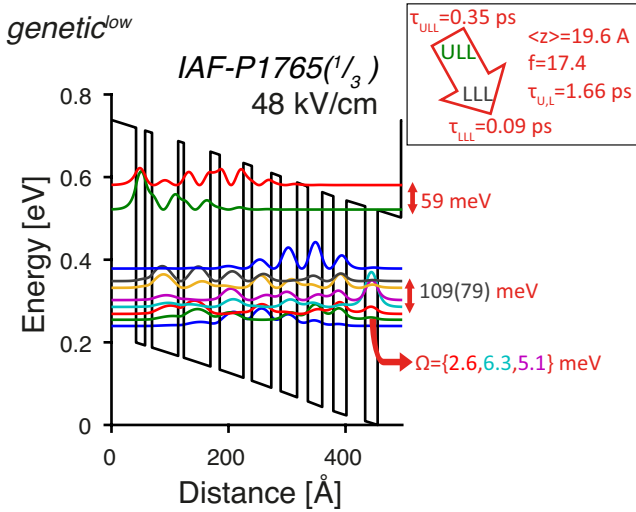 genetic^low
IAF-P1765(1/3)
48 kV/cm
τ_ULL=0.35 ps
ULL
LLL
τ_LLL=0.09 ps
<z>=19.6 A
f=17.4
τ_U,L=1.66 ps
0.8
0.6
0.4
0.2
0
Energy [eV]
59 meV
109(79) meV
Ω={2.6,6.3,5.1} meV
0
200
400
Distance [Å]